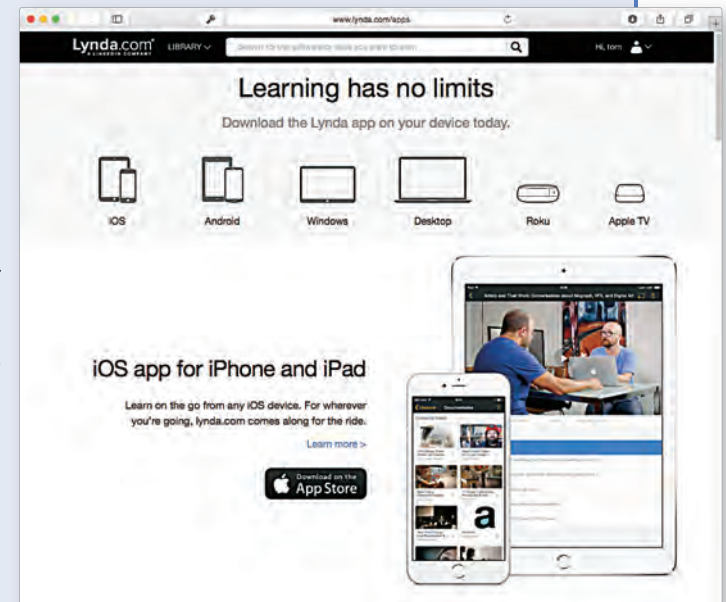 www.lynda.com/apps
Lynda.com®
A LINKEDIN COMPANY
LIBRARY
Hi, tom
Learning has no limits
Download the Lynda app on your device today.
iOS
Android
Windows
Desktop
Roku
Apple TV
iOS app for iPhone and iPad
Learn on the go from any iOS device. For wherever
you're going, lynda.com comes along for the ride.
Learn more >
Download on the
App Store
a